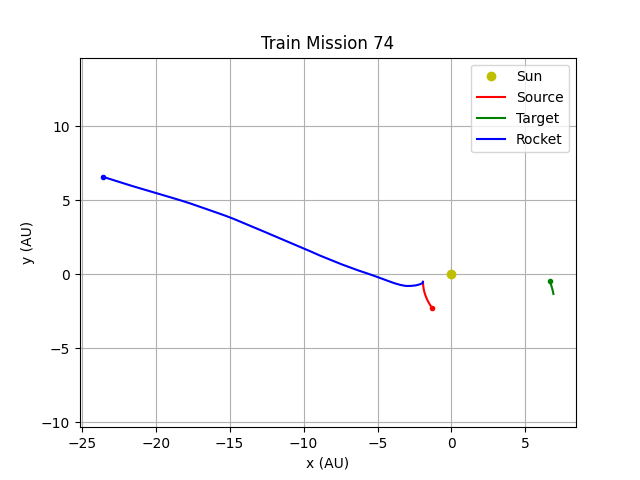 Train Mission 74
Sun
Source
Target
Rocket
10
5
0
−5
−10
y (AU)
−25
−20
−15
−10
−5
0
5
x (AU)